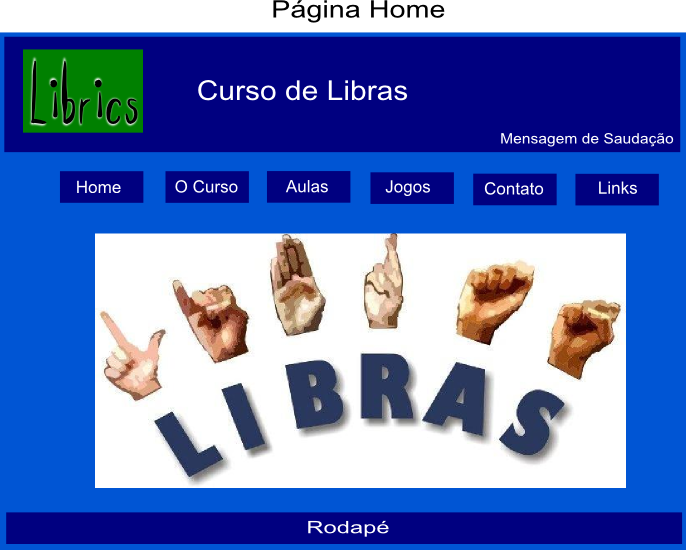 Página Home
Librics
Curso de Libras
Mensagem de Saudação
Home
O Curso
Aulas
Jogos
Contato
Links
LIBRAS
Rodapé